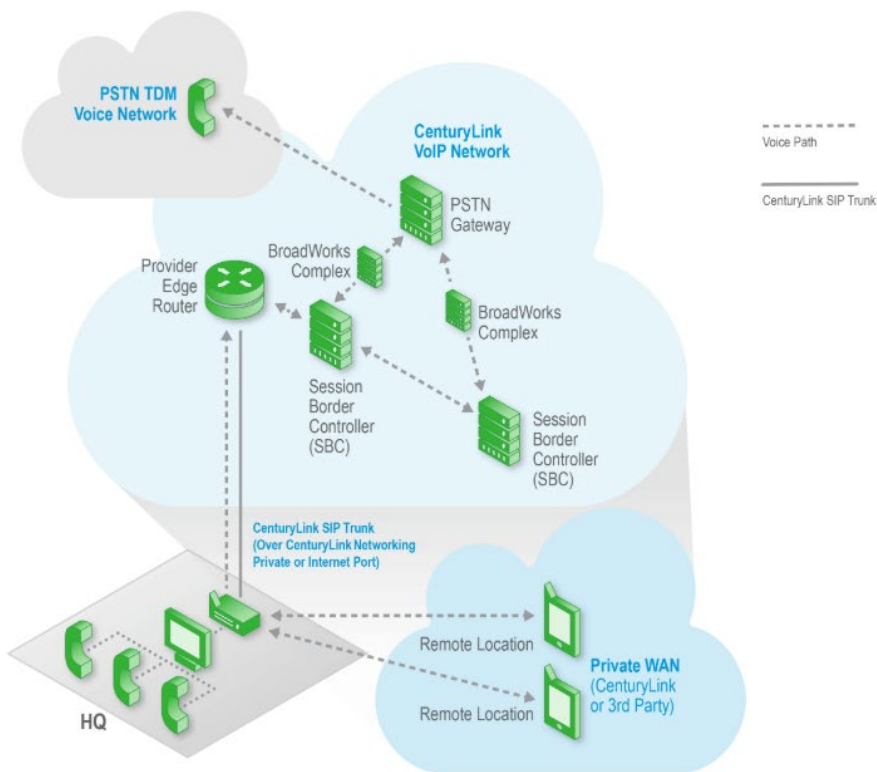 PSTN TDM
Voice Network
CenturyLink
VoIP Network
Voice Path
CenturyLink SIP Trunk
PSTN
Gateway
BroadWorks
Complex
Provider
Edge
Router
BroadWorks
Complex
Session
Border
Controller
(SBC)
Session
Border
Controller
(SBC)
CenturyLink SIP Trunk
(Over CenturyLink Networking
Private or Internet Port)
Remote Location
Private WAN
(CenturyLink
or 3rd Party)
Remote Location
HQ